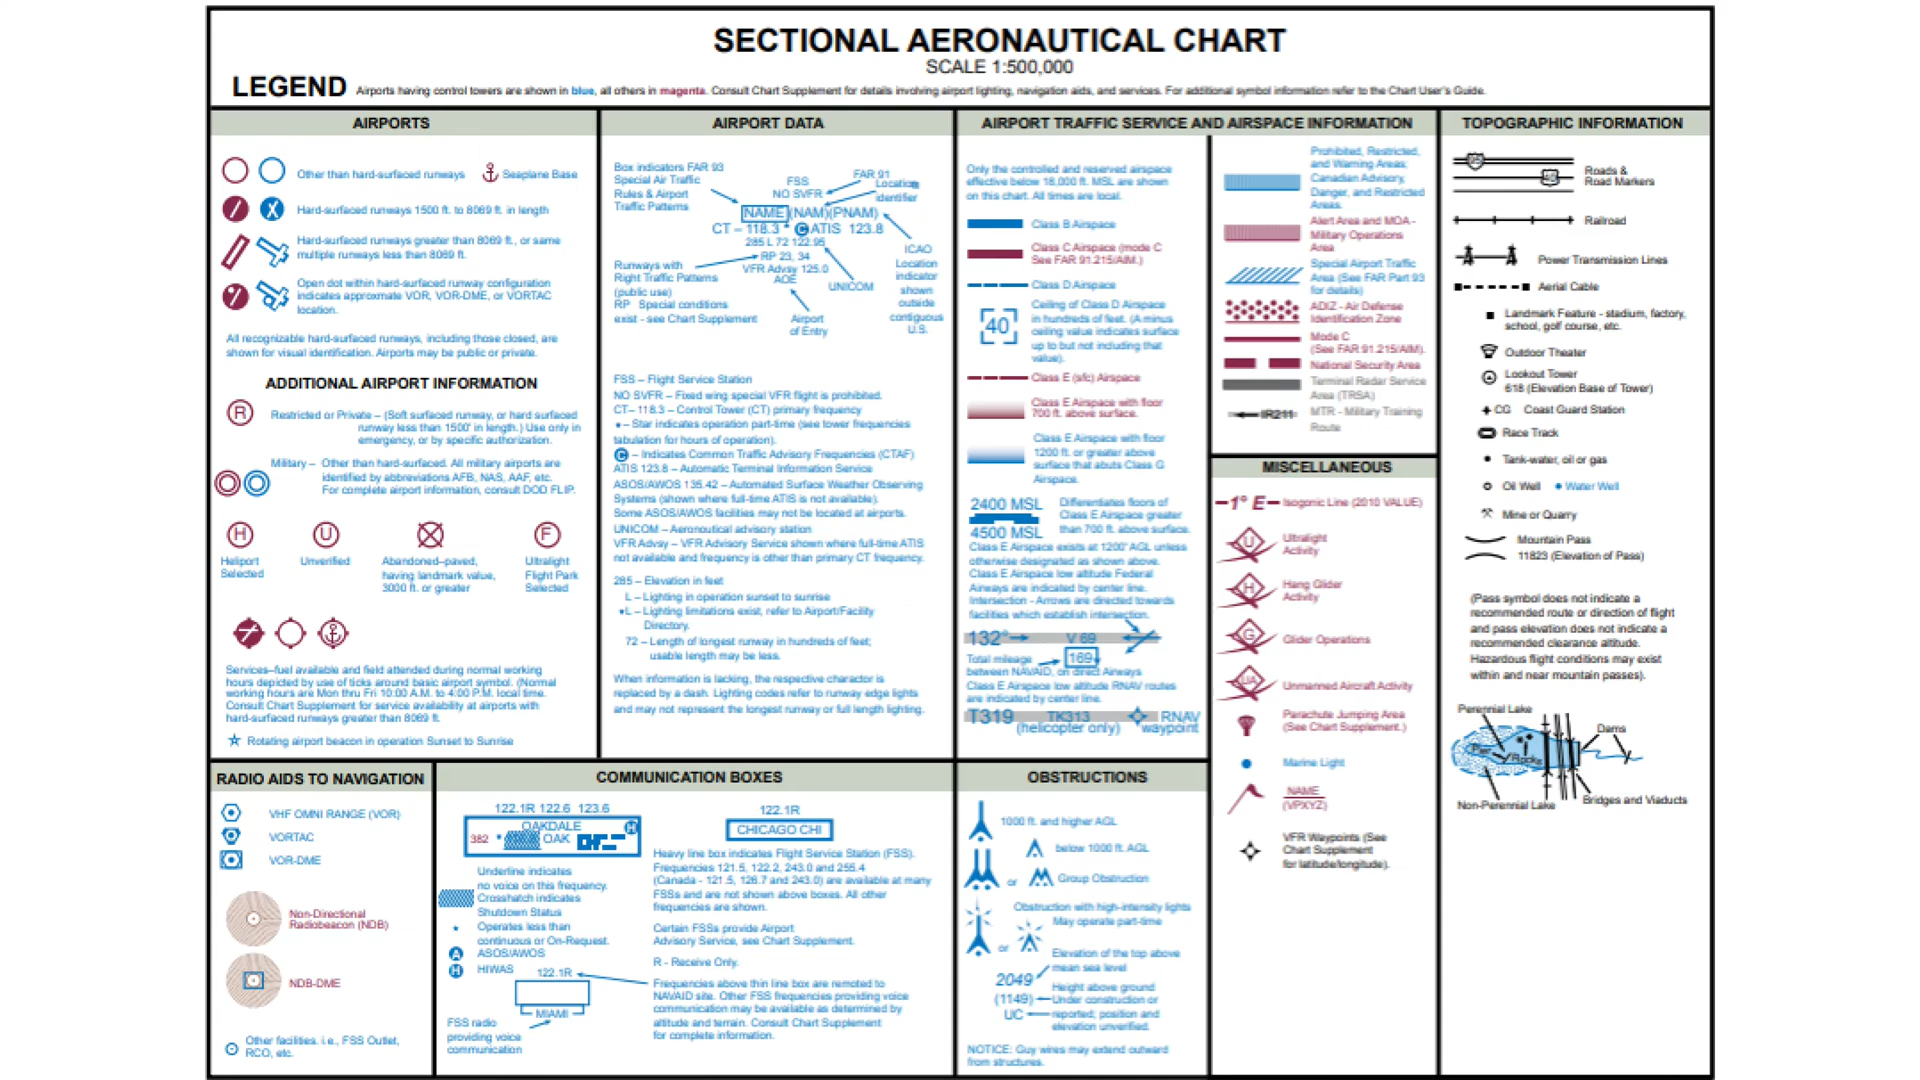 SECTIONAL AERONAUTICAL CHART
SCALE 1:500,000
LEGEND Airports having control towers are shown in blue, all others in magenta. Consult Chart Supplement for details involving airport lighting, navigation aids, and services. For additional symbol information refer to the Chart User's Guide.
AIRPORTS
Other than hard-surfaced runways
Seaplane Base
Hard-surfaced runways 1500 ft. to 8069 ft. in length
Hard-surfaced runways greater than 8069 ft., or same
multiple runways less than 8069 ft.
Open dot within hard-surfaced runway configuration
indicates approximate VOR, VOR-DME, or VORTAC
location.
All recognizable hard-surfaced runways, including those closed, are
shown for visual identification. Airports may be public or private.
ADDITIONAL AIRPORT INFORMATION
R
Restricted or Private – (Soft surfaced runway, or hard surfaced
runway less than 1500' in length.) Use only in
emergency, or by specific authorization.
Military – Other than hard-surfaced. All military airports are
identified by abbreviations AFB, NAS, AAF, etc.
For complete airport information, consult DOD FLIP.
H
U
F
Heliport
Selected
Unverified
Abandoned–paved,
having landmark value,
3000 ft. or greater
Ultralight
Flight Park
Selected
Services–fuel available and field attended during normal working
hours depicted by use of ticks around basic airport symbol. (Normal
working hours are Mon thru Fri 10:00 A.M. to 4:00 P.M. local time.
Consult Chart Supplement for service availability at airports with
hard-surfaced runways greater than 8069 ft.
Rotating airport beacon in operation Sunset to Sunrise
AIRPORT DATA
Box indicators FAR 93
Special Air Traffic
Rules & Airport
Traffic Patterns
FSS
NO SVFR
FAR 91
Location
identifier
NAME (NAM)(PNAM)
CT – 118.3 * C ATIS 123.8
285 L 72 122.95
RP 23, 34
VFR Advsy 125.0
AOE
Runways with
Right Traffic Patterns
(public use)
RP Special conditions
exist - see Chart Supplement
UNICOM
Airport
of Entry
ICAO
Location
indicator
shown
outside
contiguous
U.S.
FSS – Flight Service Station
NO SVFR – Fixed wing special VFR flight is prohibited.
CT– 118.3 – Control Tower (CT) primary frequency
* – Star indicates operation part-time (see tower frequencies
tabulation for hours of operation).
C – Indicates Common Traffic Advisory Frequencies (CTAF)
ATIS 123.8 – Automatic Terminal Information Service
ASOS/AWOS 135.42 – Automated Surface Weather Observing
Systems (shown where full-time ATIS is not available).
Some ASOS/AWOS facilities may not be located at airports.
UNICOM – Aeronautical advisory station
VFR Advsy – VFR Advisory Service shown where full-time ATIS
not available and frequency is other than primary CT frequency.
285 – Elevation in feet
L – Lighting in operation sunset to sunrise
*L – Lighting limitations exist, refer to Airport/Facility
Directory.
72 – Length of longest runway in hundreds of feet;
usable length may be less.
When information is lacking, the respective charactor is
replaced by a dash. Lighting codes refer to runway edge lights
and may not represent the longest runway or full length lighting.
AIRPORT TRAFFIC SERVICE AND AIRSPACE INFORMATION
Only the controlled and reserved airspace
effective below 18,000 ft. MSL are shown
on this chart. All times are local.
Class B Airspace
Class C Airspace (mode C
See FAR 91.215/AIM.)
Class D Airspace
40
Ceiling of Class D Airspace
in hundreds of feet. (A minus
ceiling value indicates surface
up to but not including that
value).
Class E (sfc) Airspace
Class E Airspace with floor
700 ft. above surface.
Class E Airspace with floor
1200 ft. or greater above
surface that abuts Class G
Airspace.
2400 MSL
4500 MSL
Differentiates floors of
Class E Airspace greater
than 700 ft. above surface.
Class E Airspace exists at 1200' AGL unless
otherwise designated as shown above.
Class E Airspace low altitude Federal
Airways are indicated by center line.
Intersection - Arrows are directed towards
facilities which establish intersection.
132° V 69
Total mileage 169
between NAVAID, on direct Airways
Class E Airspace low altitude RNAV routes
are indicated by center line.
T319 TK313 RNAV
(helicopter only) waypoint
Prohibited, Restricted,
and Warning Areas;
Canadian Advisory,
Danger, and Restricted
Areas.
Alert Area and MOA -
Military Operations
Area
Special Airport Traffic
Area (See FAR Part 93
for details)
ADIZ - Air Defense
Identification Zone
Mode C
(See FAR 91.215/AIM).
National Security Area
Terminal Radar Service
Area (TRSA)
IR211
MTR - Military Training
Route
MISCELLANEOUS
1° E
Isogonic Line (2010 VALUE)
U
Ultralight
Activity
H
Hang Glider
Activity
G
Glider Operations
UA
Unmanned Aircraft Activity
Parachute Jumping Area
(See Chart Supplement.)
Marine Light
NAME
(VPXYZ)
VFR Waypoints (See
Chart Supplement
for latitude/longitude).
TOPOGRAPHIC INFORMATION
Roads &
Road Markers
Railroad
Power Transmission Lines
Aerial Cable
Landmark Feature - stadium, factory,
school, golf course, etc.
Outdoor Theater
Lookout Tower
618 (Elevation Base of Tower)
CG Coast Guard Station
Race Track
Tank-water, oil or gas
Oil Well Water Well
Mine or Quarry
Mountain Pass
11823 (Elevation of Pass)
(Pass symbol does not indicate a
recommended route or direction of flight
and pass elevation does not indicate a
recommended clearance altitude.
Hazardous flight conditions may exist
within and near mountain passes).
Perennial Lake
Dams
Pier
Rocks
Non-Perennial Lake
Bridges and Viaducts
RADIO AIDS TO NAVIGATION
VHF OMNI RANGE (VOR)
VORTAC
VOR-DME
Non-Directional
Radiobeacon (NDB)
NDB-DME
Other facilities. i.e., FSS Outlet,
RCO, etc.
COMMUNICATION BOXES
122.1R 122.6 123.6
OAKDALE H
382 * OAK
Underline indicates
no voice on this frequency.
Crosshatch indicates
Shutdown Status
Operates less than
continuous or On-Request.
A ASOS/AWOS
H HIWAS
122.1R
MIAMI
FSS radio
providing voice
communication
122.1R
CHICAGO CHI
Heavy line box indicates Flight Service Station (FSS).
Frequencies 121.5, 122.2, 243.0 and 255.4
(Canada - 121.5, 126.7 and 243.0) are available at many
FSSs and are not shown above boxes. All other
frequencies are shown.
Certain FSSs provide Airport
Advisory Service, see Chart Supplement.
R - Receive Only.
Frequencies above thin line box are remoted to
NAVAID site. Other FSS frequencies providing voice
communication may be available as determined by
altitude and terrain. Consult Chart Supplement
for complete information.
OBSTRUCTIONS
1000 ft. and higher AGL
below 1000 ft. AGL
or Group Obstruction
Obstruction with high-intensity lights
May operate part-time
or
Elevation of the top above
mean sea level
2049
(1149)
Height above ground
UC
Under construction or
reported; position and
elevation unverified.
NOTICE: Guy wires may extend outward
from structures.